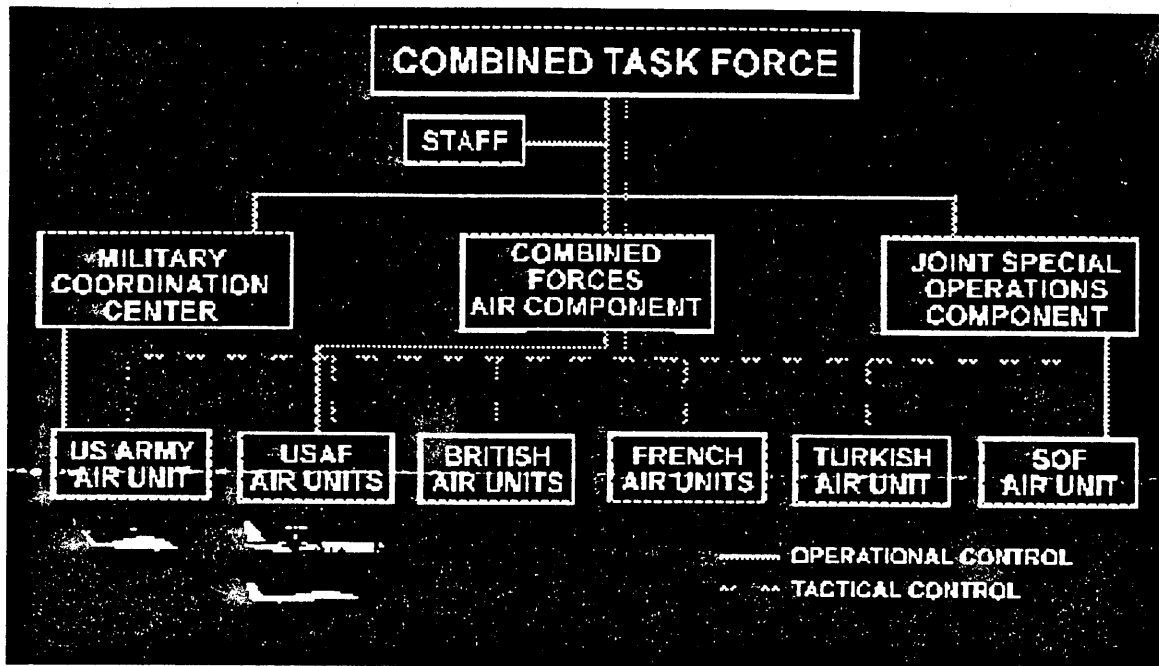 COMBINED TASK FORCE
STAFF
MILITARY
COORDINATION
CENTER
COMBINED
FORCES
AIR COMPONENT
JOINT SPECIAL
OPERATIONS
COMPONENT
US ARMY
AIR UNIT
USAF
AIR UNITS
BRITISH
AIR UNITS
FRENCH
AIR UNITS
TURKISH
AIR UNIT
SOF
AIR UNIT
OPERATIONAL CONTROL
TACTICAL CONTROL